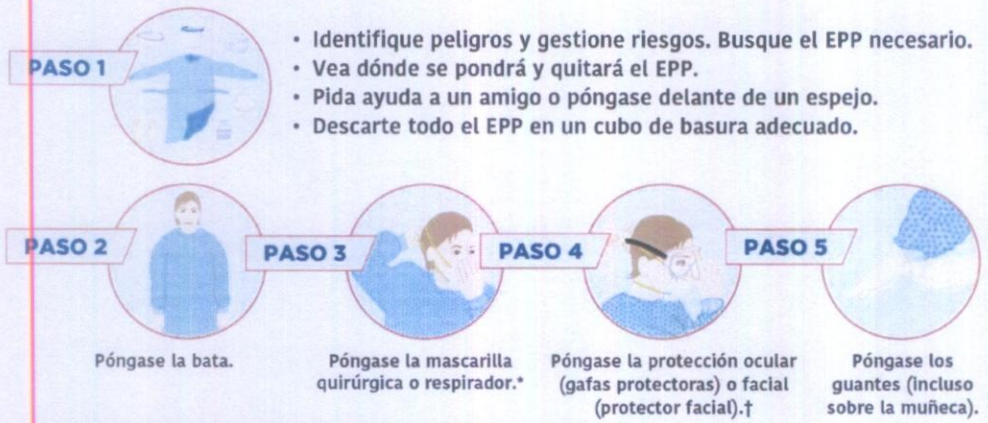 PASO 1
• Identifique peligros y gestione riesgos. Busque el EPP necesario.
• Vea dónde se pondrá y quitará el EPP.
• Pida ayuda a un amigo o póngase delante de un espejo.
• Descarte todo el EPP en un cubo de basura adecuado.
PASO 2
Póngase la bata.
PASO 3
Póngase la mascarilla
quirúrgica o respirador.*
PASO 4
Póngase la protección ocular
(gafas protectoras) o facial
(protector facial).†
PASO 5
Póngase los
guantes (incluso
sobre la muñeca).